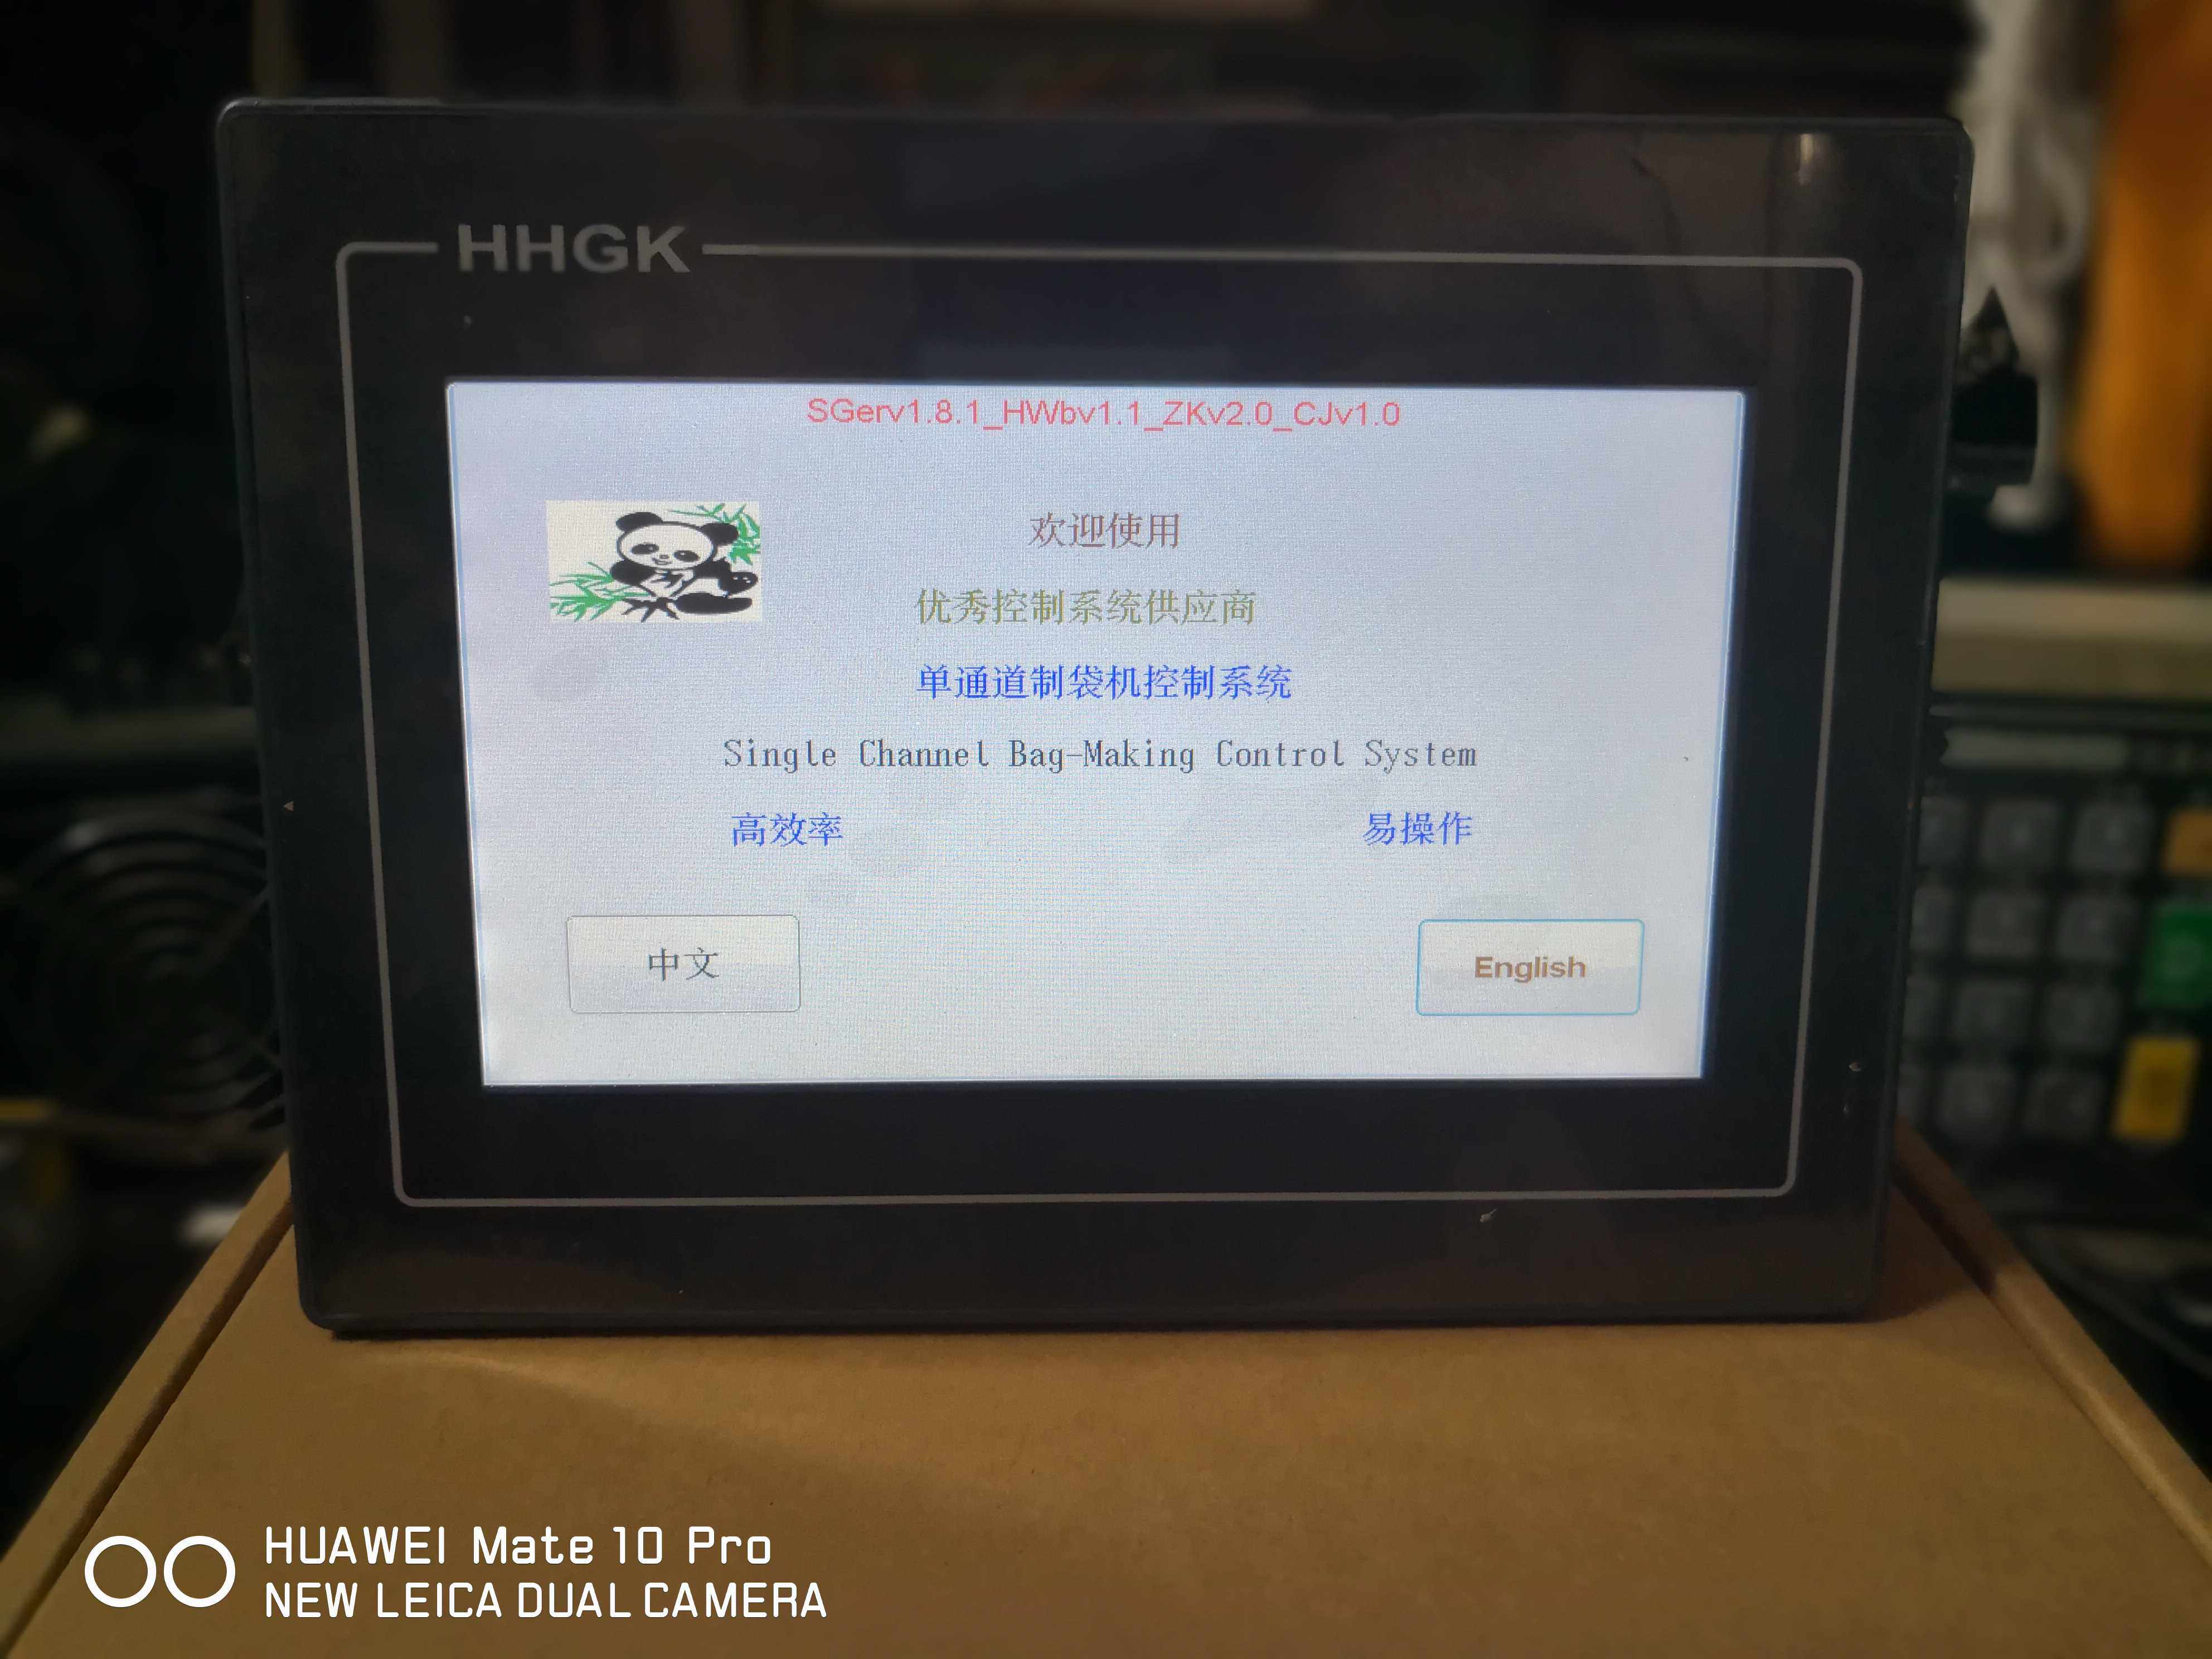 HHGK
SGerv1.8.1_HWbv1.1_ZKv2.0_CJv1.0
欢迎使用
优秀控制系统供应商
单通道制袋机控制系统
Single Channel Bag-Making Control System
高效率 易操作
中文 English
HUAWEI Mate 10 Pro
NEW LEICA DUAL CAMERA